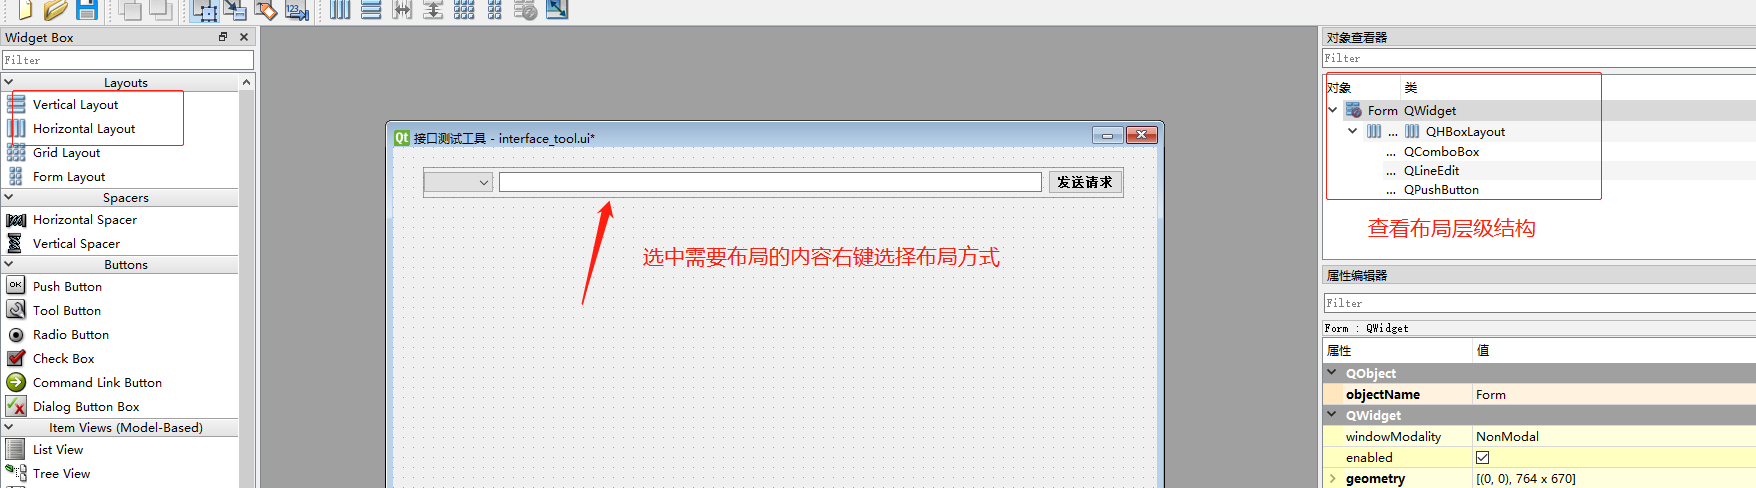 Widget Box
Filter
Layouts
Vertical Layout
Horizontal Layout
Grid Layout
Form Layout
Spacers
Horizontal Spacer
Vertical Spacer
Buttons
OK
Push Button
Tool Button
Radio Button
Check Box
Command Link Button
Dialog Button Box
Item Views (Model-Based)
List View
Tree View
123
Qt 接口测试工具 - interface_tool.ui*
发送请求
选中需要布局的内容右键选择布局方式
对象查看器
Filter
对象 类
Form QWidget
... QHBoxLayout
... QComboBox
... QLineEdit
... QPushButton
查看布局层级结构
属性编辑器
Filter
Form : QWidget
属性 值
QObject
objectName Form
QWidget
windowModality NonModal
enabled
geometry [(0, 0), 764 x 670]